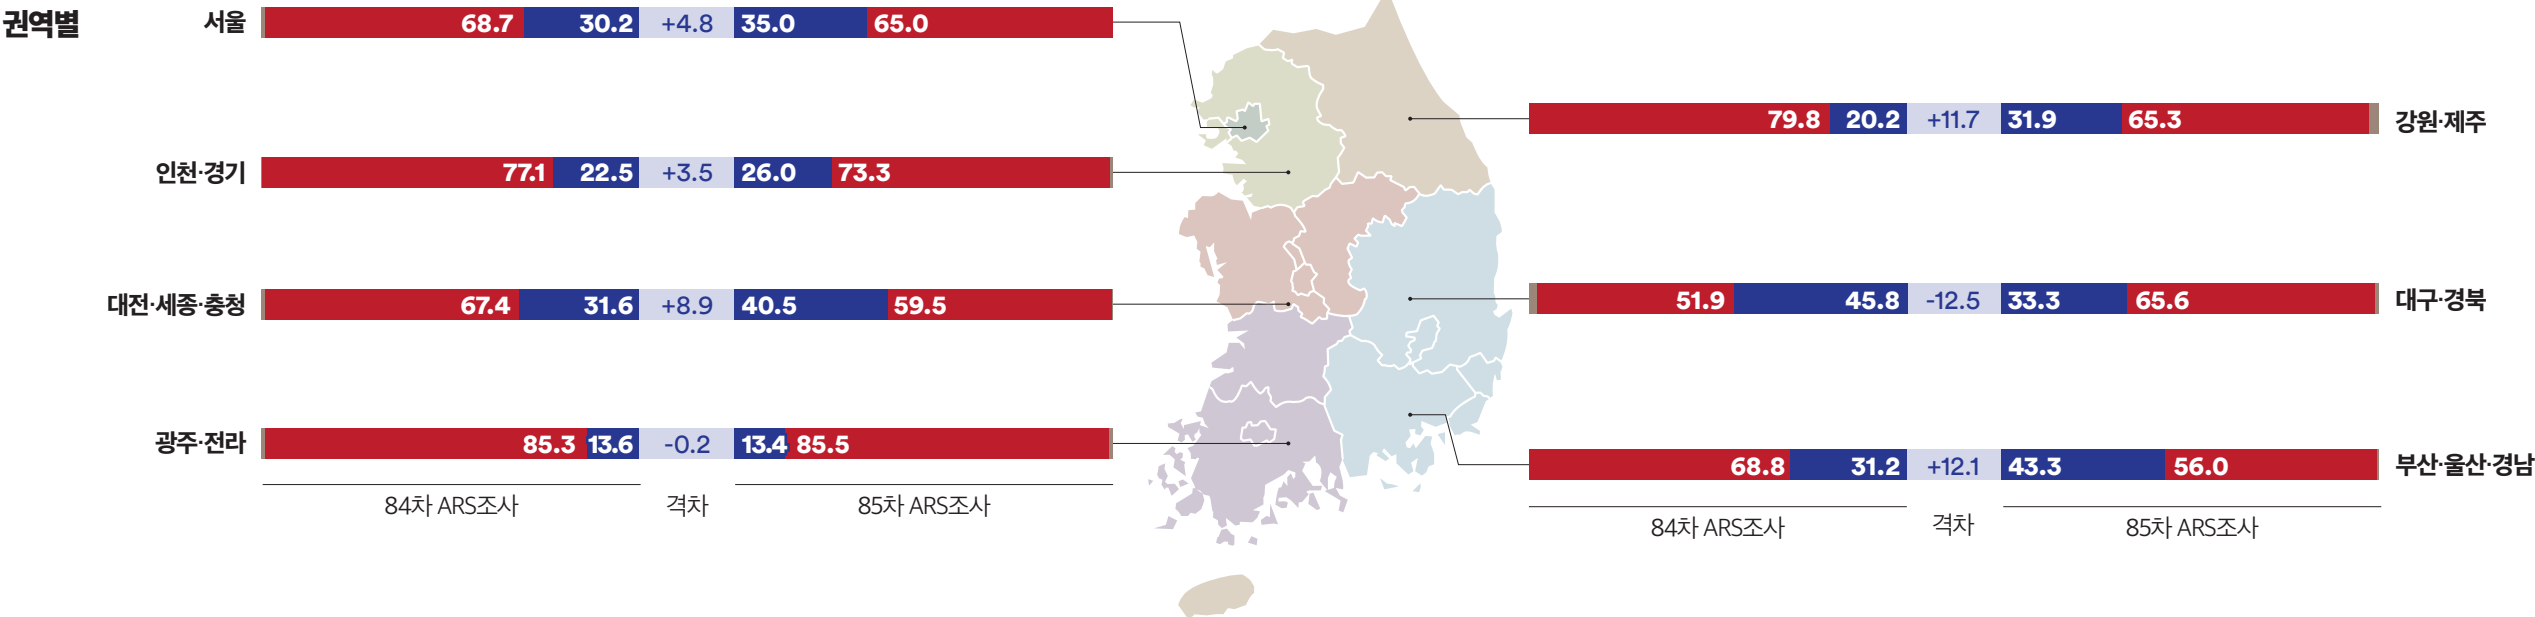 권역별
서울 68.7 30.2 +4.8 35.0 65.0
인천·경기 77.1 22.5 +3.5 26.0 73.3
대전·세종·충청 67.4 31.6 +8.9 40.5 59.5
광주·전라 85.3 13.6 -0.2 13.4 85.5
84차 ARS조사 격차 85차 ARS조사
79.8 20.2 +11.7 31.9 65.3 강원·제주
51.9 45.8 -12.5 33.3 65.6 대구·경북
68.8 31.2 +12.1 43.3 56.0 부산·울산·경남
84차 ARS조사 격차 85차 ARS조사